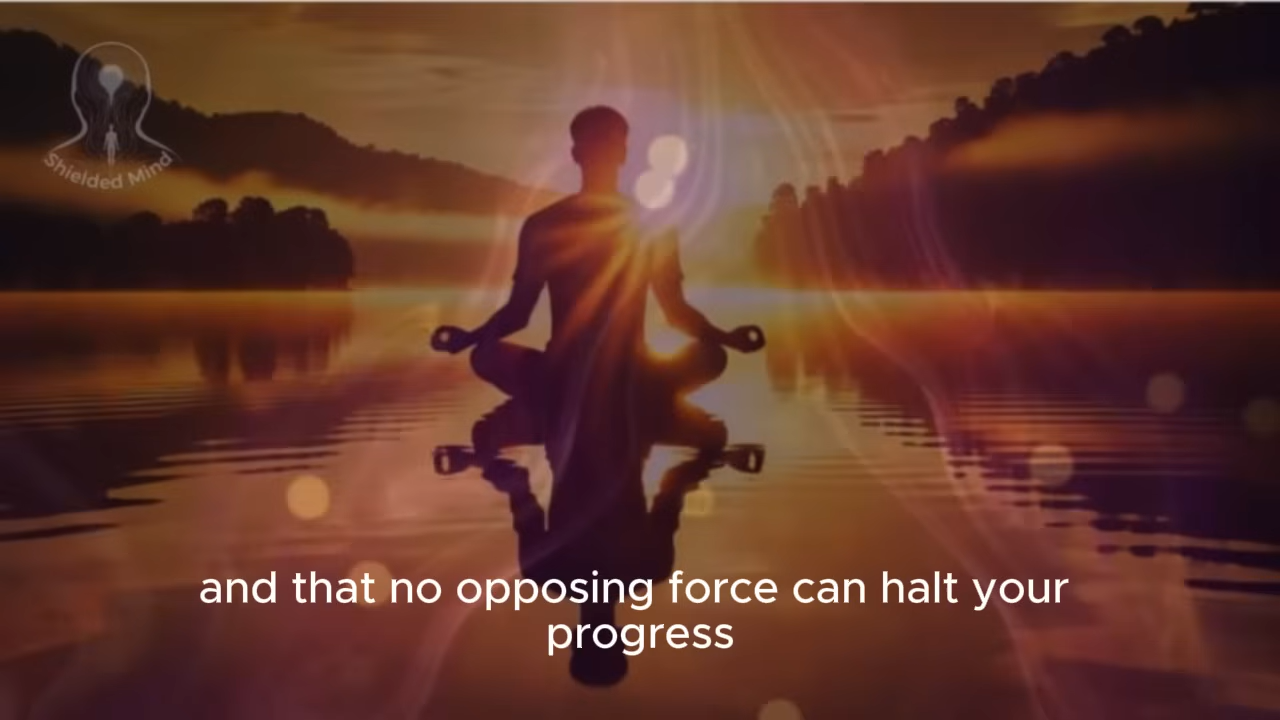 Shielded Mind
and that no opposing force can halt your
progress